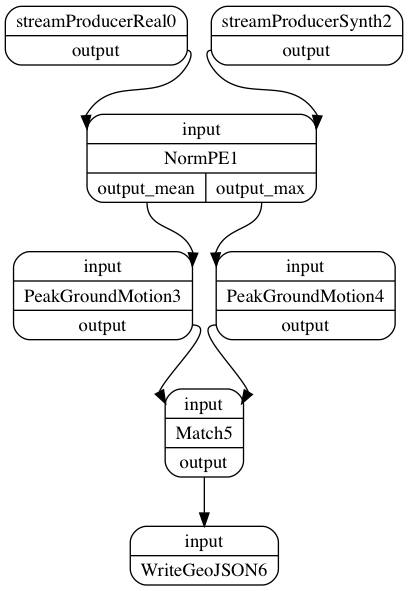 streamProducerReal0
output
streamProducerSynth2
output
input
NormPE1
output_mean
output_max
input
PeakGroundMotion3
output
input
PeakGroundMotion4
output
input
Match5
output
input
WriteGeoJSON6